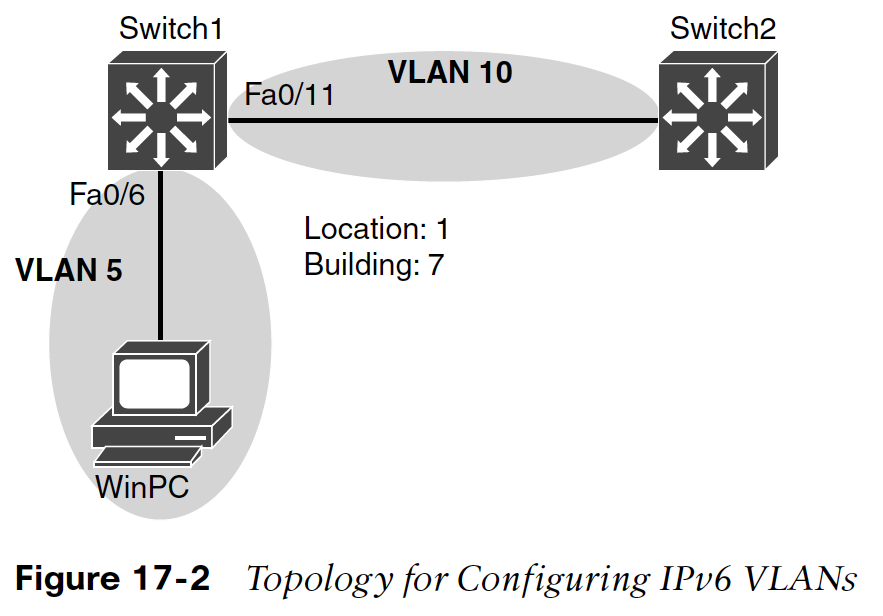 Switch1
Switch2
VLAN 10
Fa0/11
Fa0/6
Location: 1
Building: 7
VLAN 5
WinPC
Figure 17-2 Topology for Configuring IPv6 VLANs